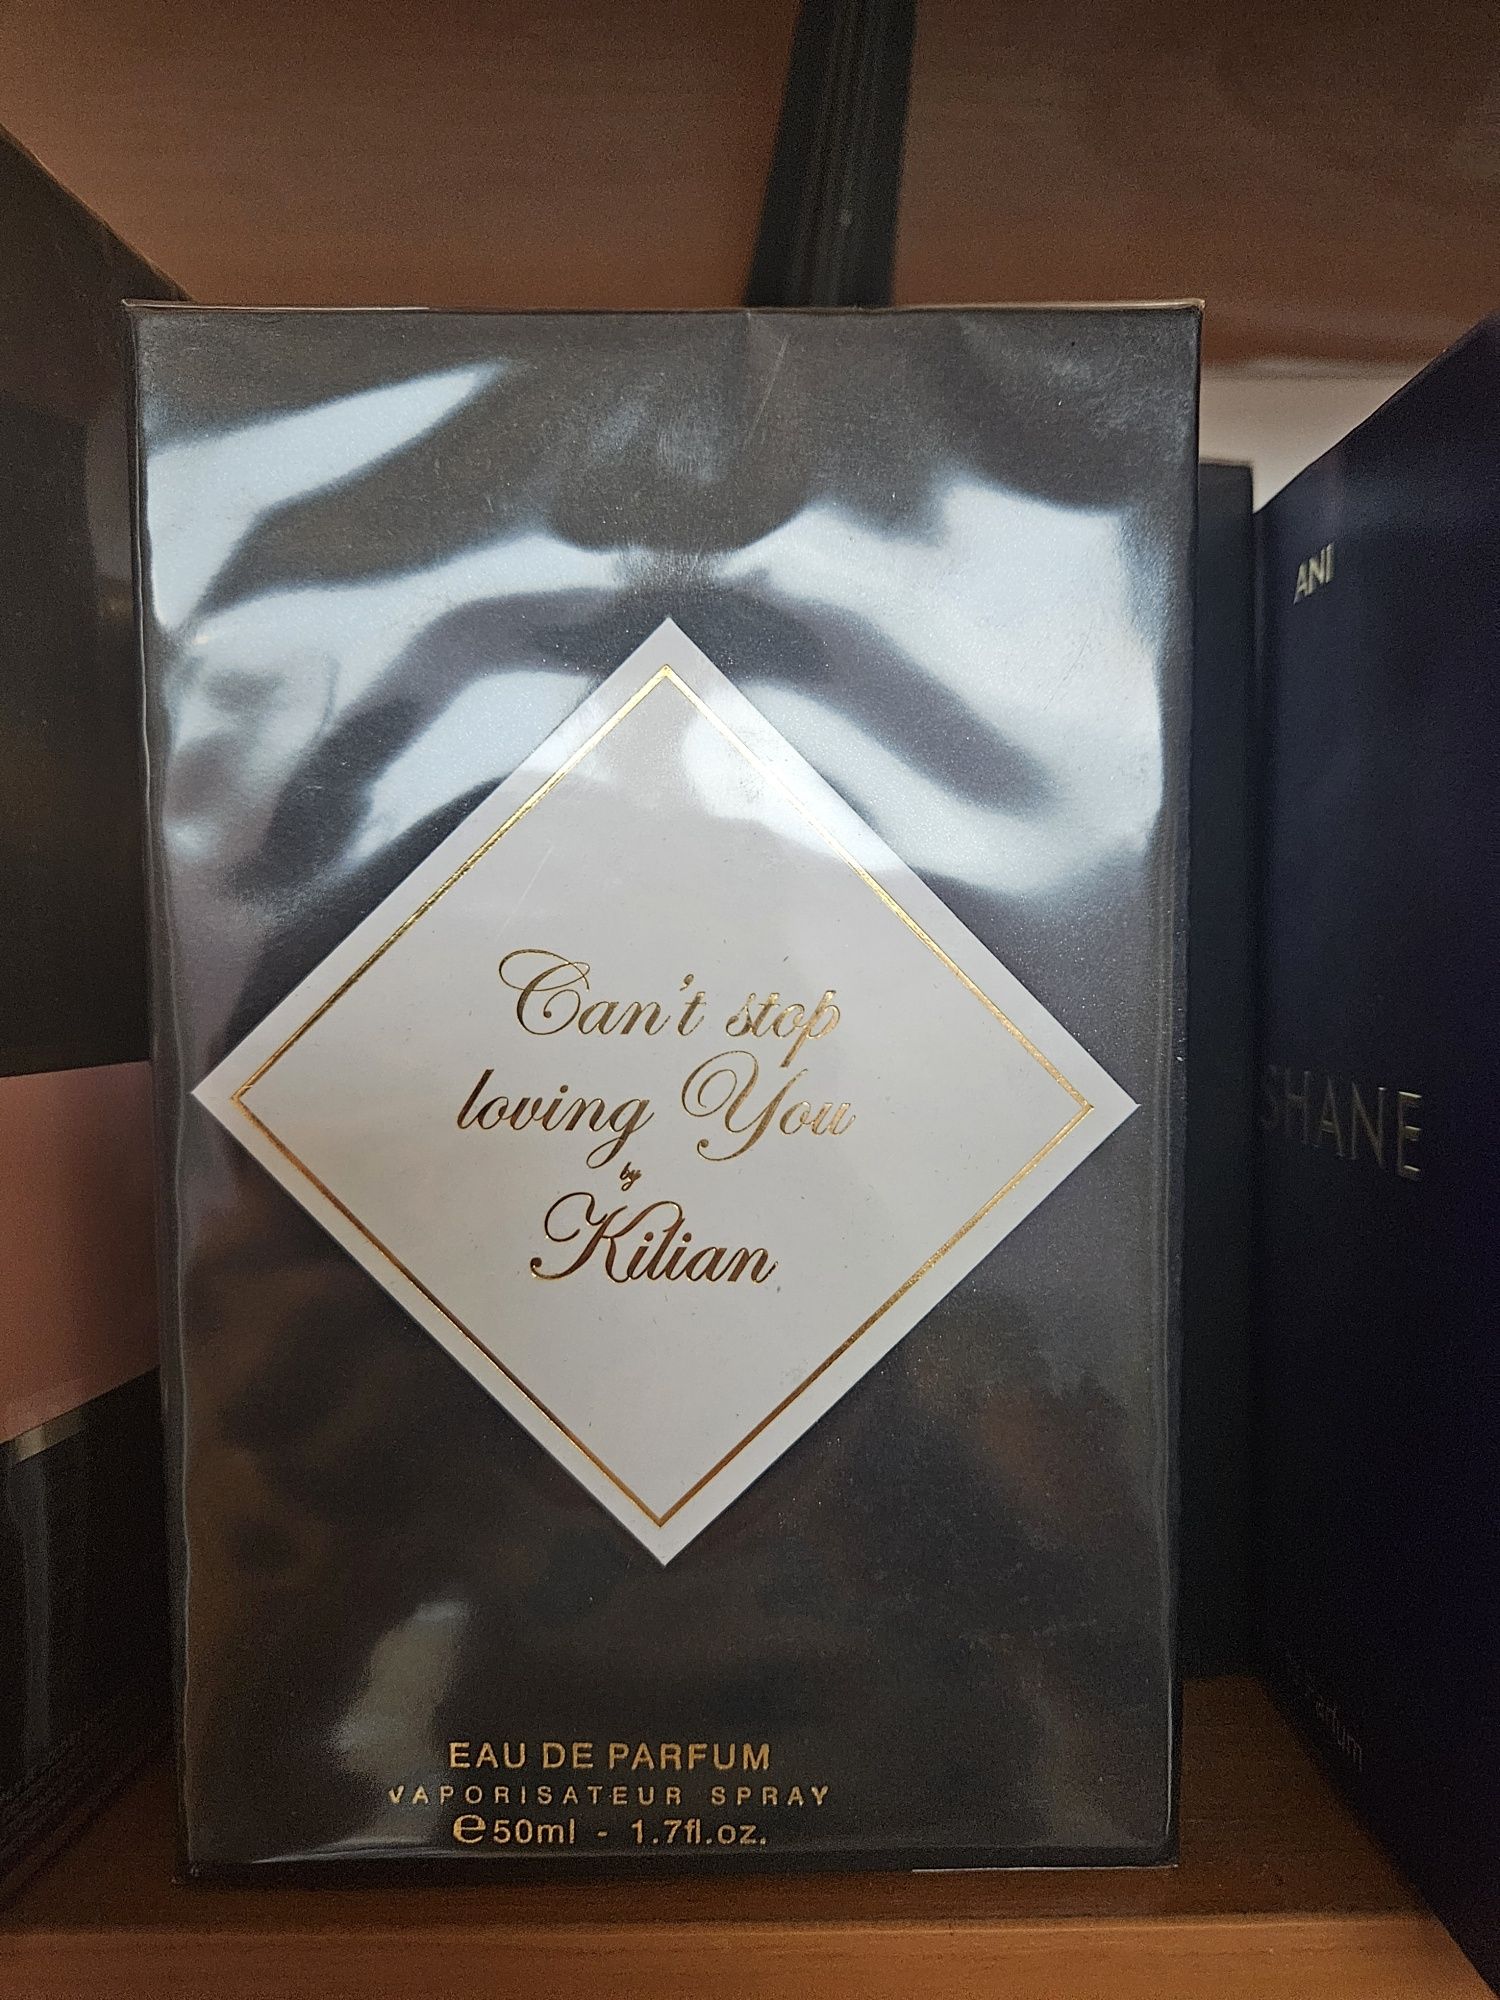 Can't stop
loving You
by
Kilian
EAU DE PARFUM
VAPORISATEUR SPRAY
℮50ml - 1.7fl.oz.
ANI
SHANE